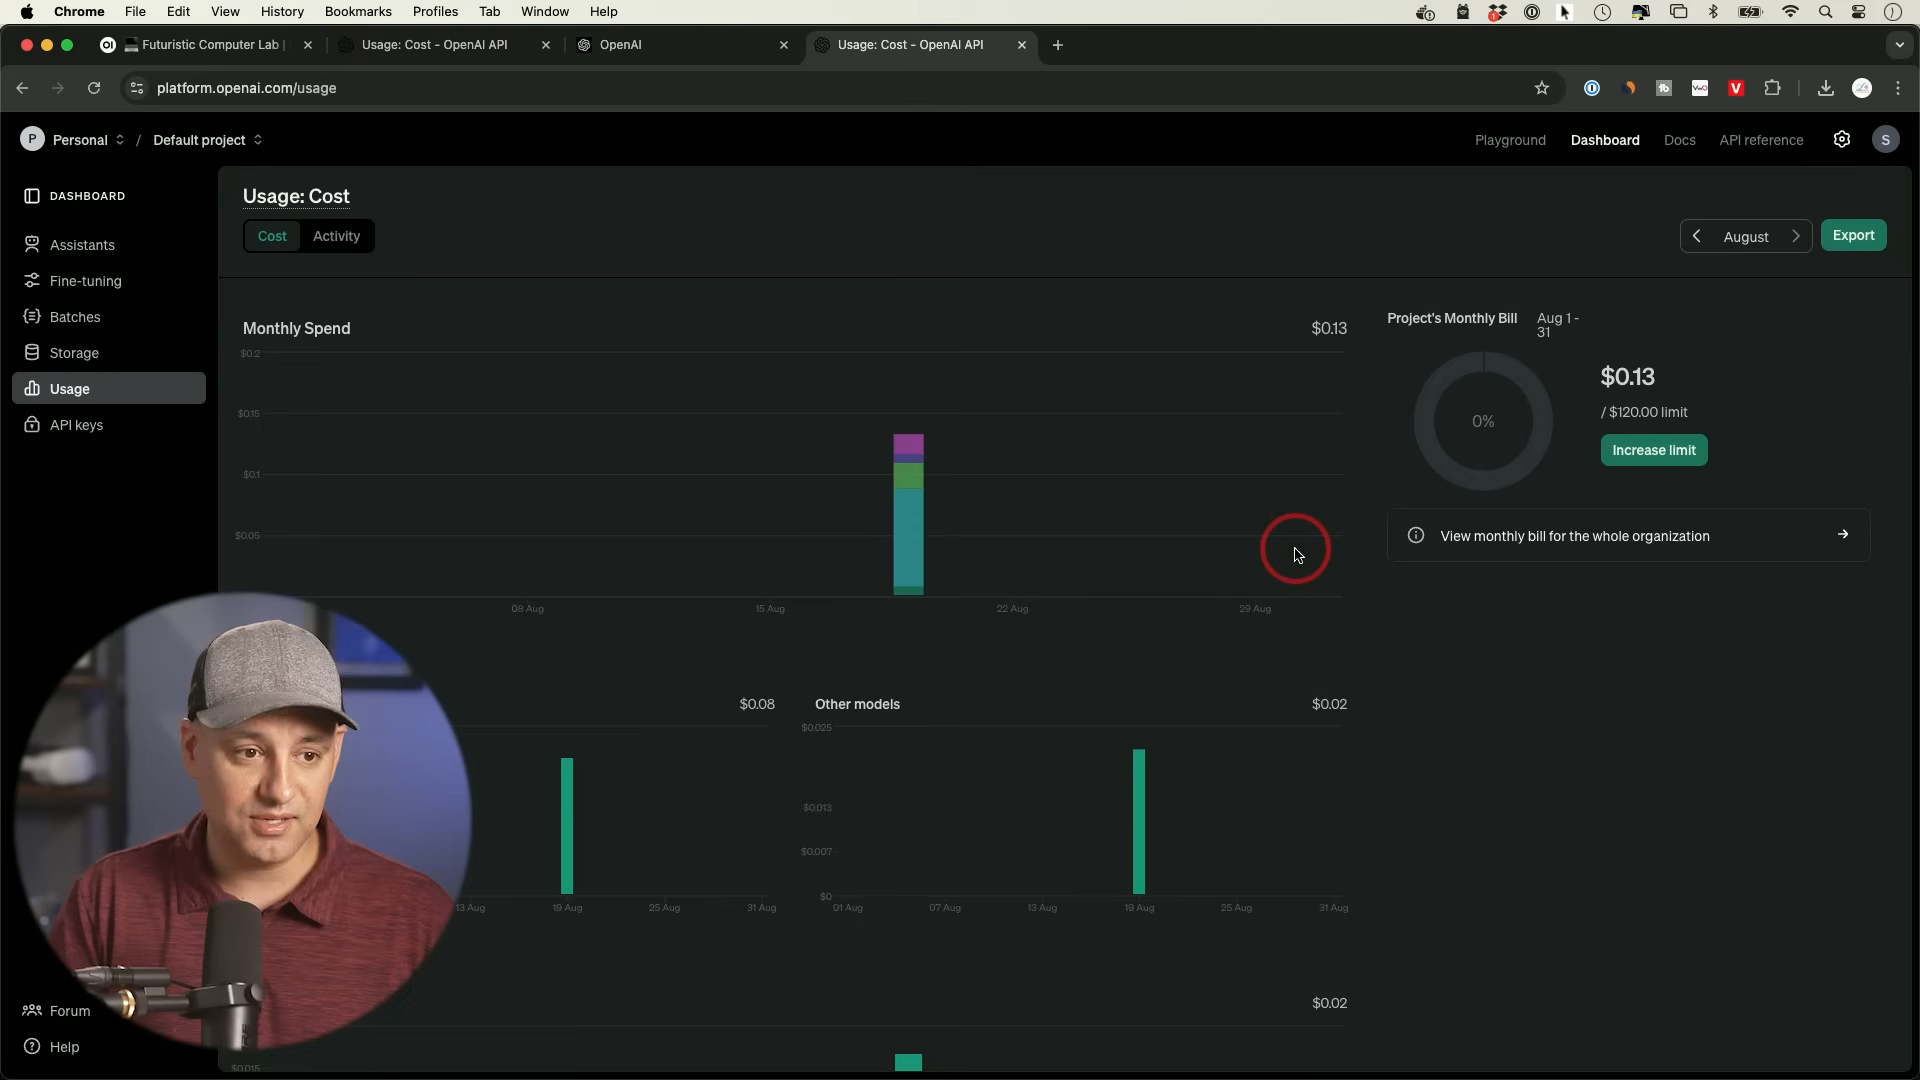 Chrome File Edit View History Bookmarks Profiles Tab Window Help
Futuristic Computer Lab |
Usage: Cost - OpenAI API
OpenAI
Usage: Cost - OpenAI API
platform.openai.com/usage
P Personal / Default project
Playground Dashboard Docs API reference S
DASHBOARD
Assistants
Fine-tuning
Batches
Storage
Usage
API keys
Forum
Help
Usage: Cost
Cost Activity
August Export
Monthly Spend $0.13
$0.2
$0.15
$0.1
$0.05
08 Aug 15 Aug 22 Aug 29 Aug
Project's Monthly Bill Aug 1 -
31
0%
$0.13
/ $120.00 limit
Increase limit
View monthly bill for the whole organization
$0.08
13 Aug 19 Aug 25 Aug 31 Aug
Other models $0.02
$0.025
$0.013
$0.007
$0
01 Aug 07 Aug 13 Aug 19 Aug 25 Aug 31 Aug
$0.02
$0.015